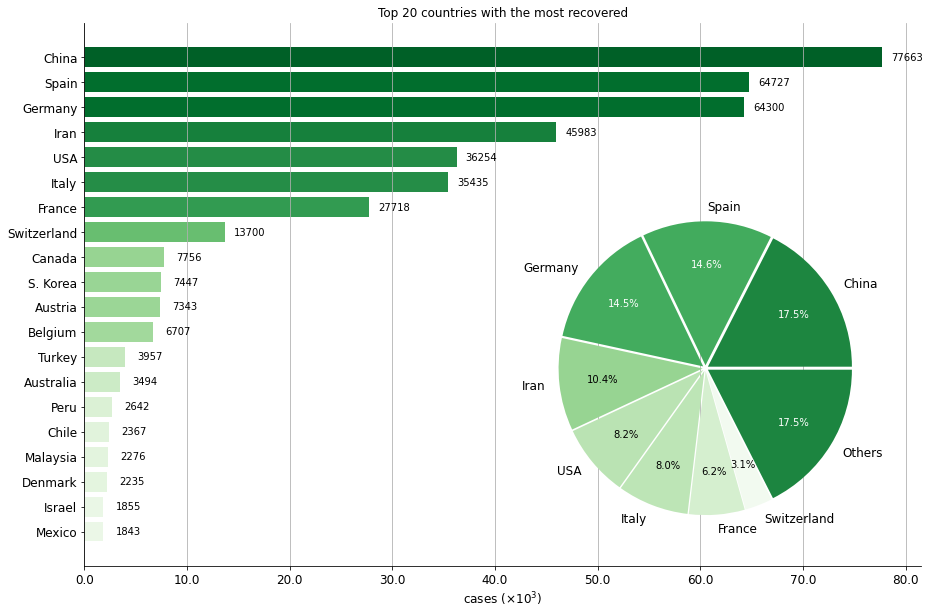 Top 20 countries with the most recovered
China 77663
Spain 64727
Germany 64300
Iran 45983
USA 36254
Italy 35435
France 27718
Switzerland 13700
Canada 7756
S. Korea 7447
Austria 7343
Belgium 6707
Turkey 3957
Australia 3494
Peru 2642
Chile 2367
Malaysia 2276
Denmark 2235
Israel 1855
Mexico 1843
0.0 10.0 20.0 30.0 40.0 50.0 60.0 70.0 80.0
cases (×10³)
China
17.5%
Spain
14.6%
Germany
14.5%
Iran
10.4%
USA
8.2%
Italy
8.0%
France
6.2%
Switzerland
3.1%
Others
17.5%